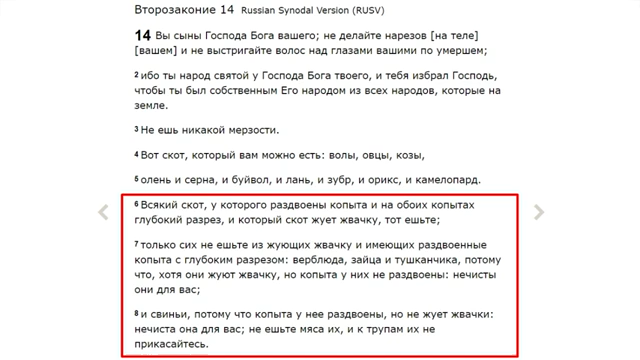 Второзаконие 14 Russian Synodal Version (RUSV)
14 Вы сыны Господа Бога вашего; не делайте нарезов [на теле]
[вашем] и не выстригайте волос над глазами вашими по умершем;
2 ибо ты народ святой у Господа Бога твоего, и тебя избрал Господь,
чтобы ты был собственным Его народом из всех народов, которые на
земле.
3 Не ешь никакой мерзости.
4 Вот скот, который вам можно есть: волы, овцы, козы,
5 олень и серна, и буйвол, и лань, и зубр, и орикс, и камелопард.
6 Всякий скот, у которого раздвоены копыта и на обоих копытах
глубокий разрез, и который скот жует жвачку, тот ешьте;
7 только сих не ешьте из жующих жвачку и имеющих раздвоенные
копыта с глубоким разрезом: верблюда, зайца и тушканчика, потому
что, хотя они жуют жвачку, но копыта у них не раздвоены: нечисты
они для вас;
8 и свиньи, потому что копыта у нее раздвоены, но не жует жвачки:
нечиста она для вас; не ешьте мяса их, и к трупам их не
прикасайтесь.